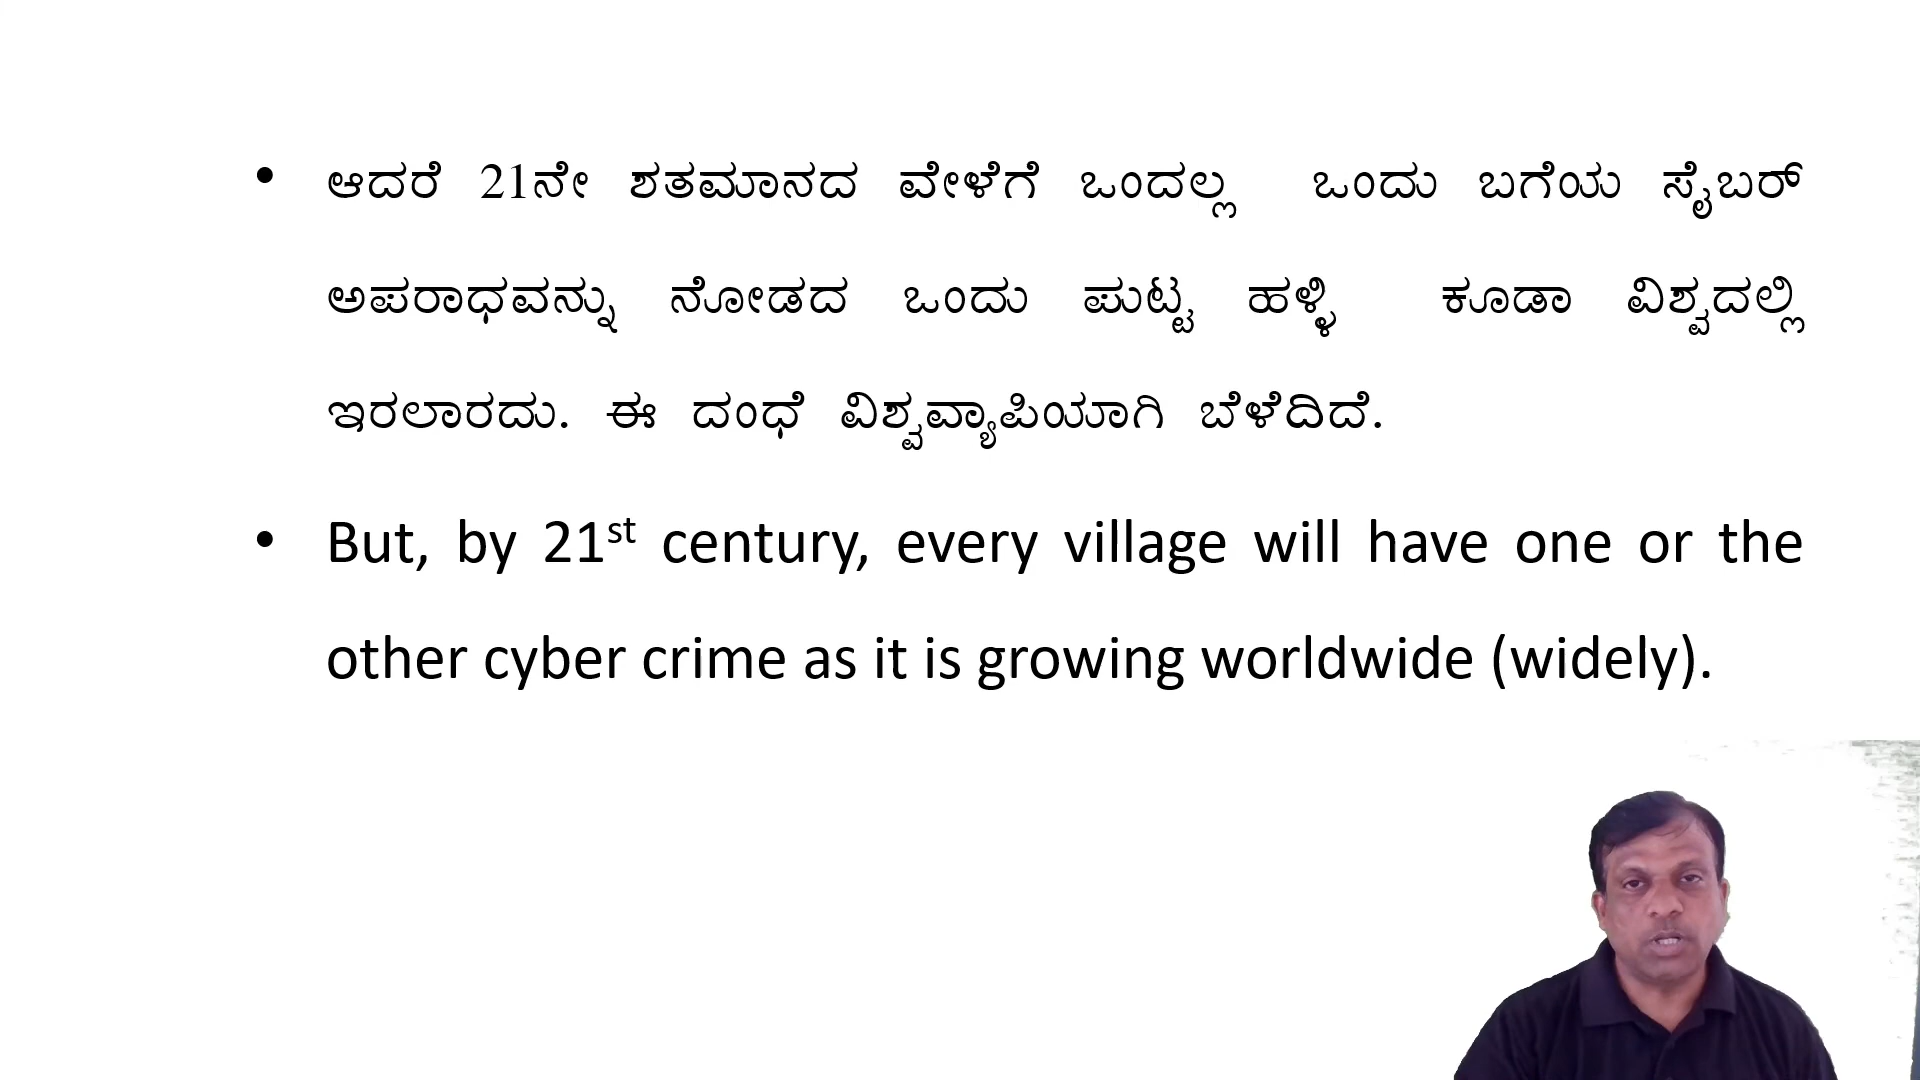 • ಆದರೆ 21ನೇ ಶತಮಾನದ ವೇಳೆಗೆ ಒಂದಲ್ಲ ಒಂದು ಬಗೆಯ ಸೈಬರ್
ಅಪರಾಧವನ್ನು ನೋಡದ ಒಂದು ಪುಟ್ಟ ಹಳ್ಳಿ ಕೂಡಾ ವಿಶ್ವದಲ್ಲಿ
ಇರಲಾರದು. ಈ ದಂಧೆ ವಿಶ್ವವ್ಯಾಪಿಯಾಗಿ ಬೆಳೆದಿದೆ.
• But, by 21st century, every village will have one or the
other cyber crime as it is growing worldwide (widely).